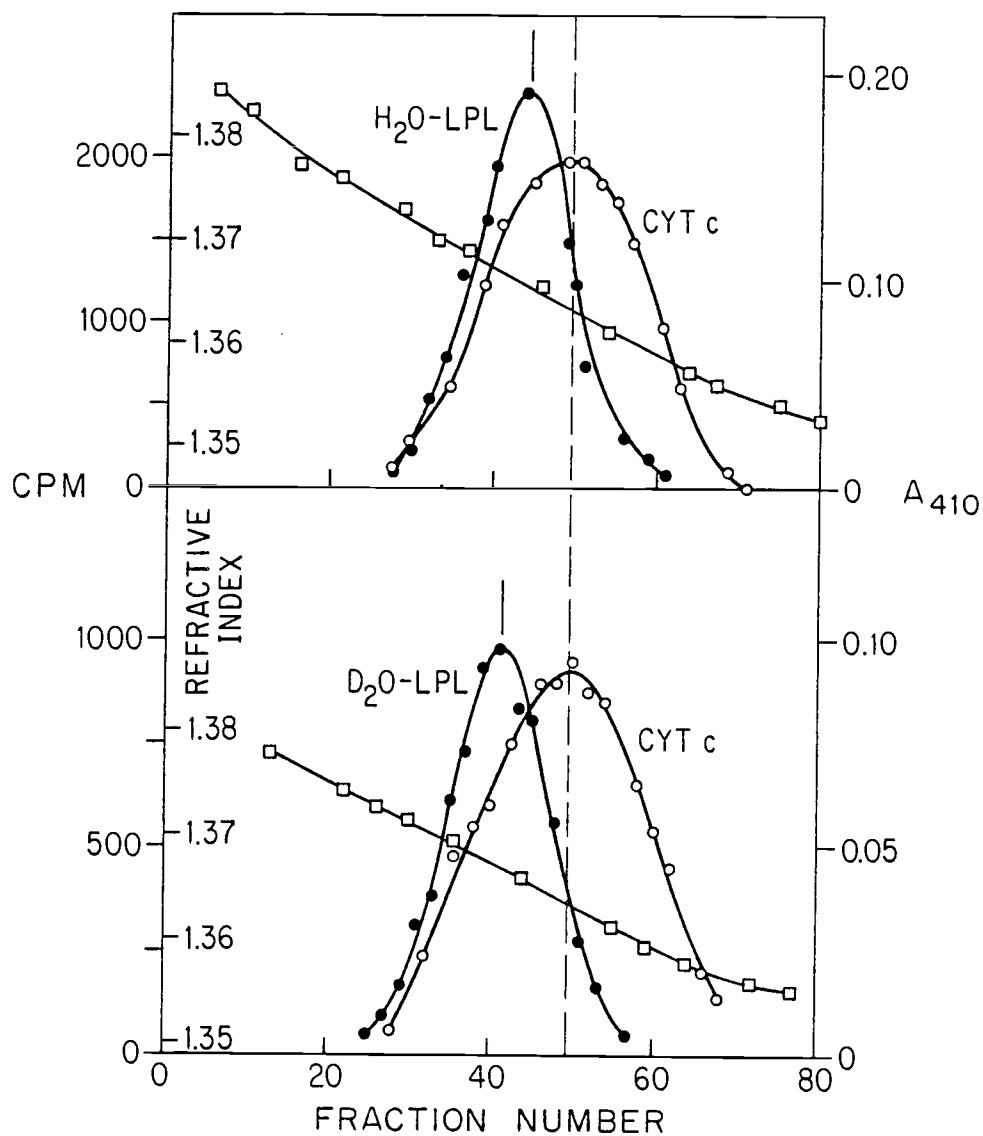 0.20
H₂O-LPL
1.38
2000
CYT c
1.37
0.10
1000
1.36
1.35
CPM
0
0
A₄₁₀
REFRACTIVE
INDEX
1000
0.10
D₂O-LPL
1.38
CYT c
1.37
500
0.05
1.36
1.35
0
0
0
20
40
60
80
FRACTION NUMBER